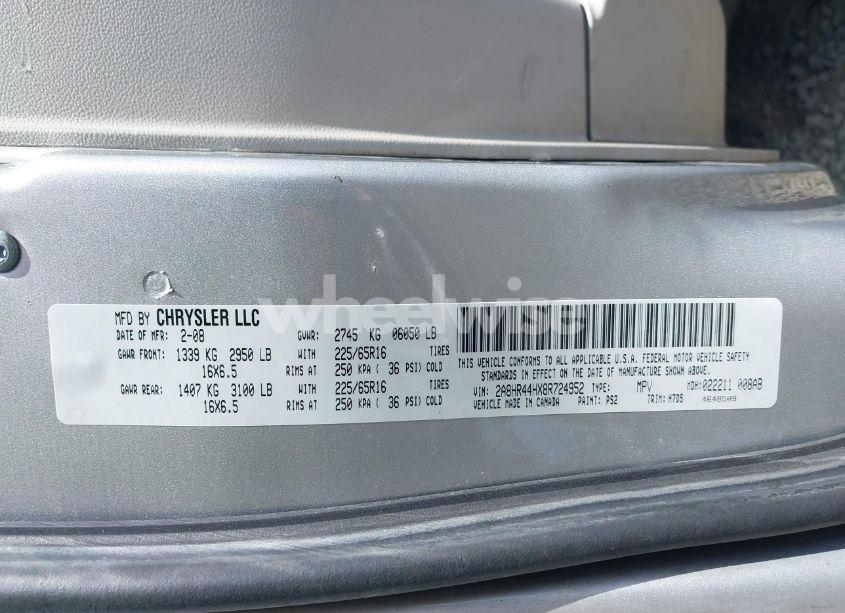 wheelwise
MFD BY CHRYSLER LLC
DATE OF MFR: 2-08 GVWR: 2745 KG 06050 LB
GAWR FRONT: 1339 KG 2950 LB WITH 225/65R16 TIRES
16X6.5 RIMS AT 250 KPA ( 36 PSI) COLD
GAWR REAR: 1407 KG 3100 LB WITH 225/65R16 TIRES
16X6.5 RIMS AT 250 KPA ( 36 PSI) COLD
THIS VEHICLE CONFORMS TO ALL APPLICABLE U.S.A. FEDERAL MOTOR VEHICLE SAFETY
STANDARDS IN EFFECT ON THE DATE OF MANUFACTURE SHOWN ABOVE.
VIN: 2A8HR44HX8R724952 TYPE: MPV MDH:022211 008AB
VEHICLE MADE IN CANADA PAINT: PS2 TRIM: H7DS 4648509